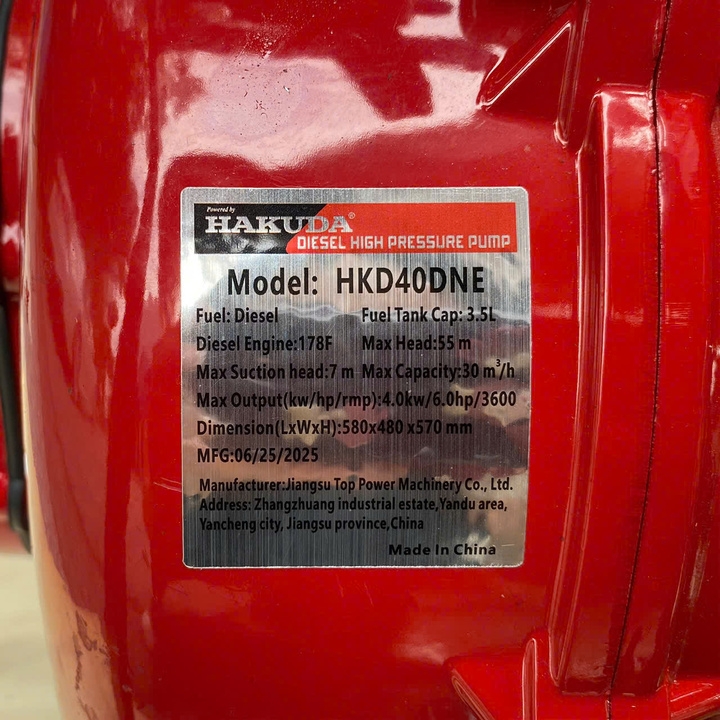 Powered by
HAKUDA®
DIESEL HIGH PRESSURE PUMP
Model: HKD40DNE
Fuel: Diesel Fuel Tank Cap: 3.5L
Diesel Engine:178F Max Head:55 m
Max Suction head:7 m Max Capacity:30 m³/h
Max Output(kw/hp/rmp):4.0kw/6.0hp/3600
Dimension(LxWxH):580x480 x570 mm
MFG:06/25/2025
Manufacturer:Jiangsu Top Power Machinery Co., Ltd.
Address: Zhangzhuang industrial estate,Yandu area,
Yancheng city, Jiangsu province,China
Made In China